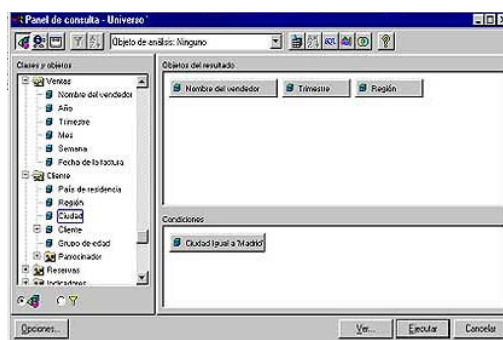 Panel de consulta - Universo
Objeto de análisis: Ninguno
SQL
Clases y objetos
Ventas
Nombre del vendedor
Año
Trimestre
Mes
Semana
Fecha de la factura
Cliente
País de residencia
Región
Ciudad
Cliente
Grupo de edad
Patrocinador
Reservas
Indicadores
Objetos del resultado
Nombre del vendedor
Trimestre
Región
Condiciones
Ciudad Igual a 'Madrid'
Opciones...
Ver...
Ejecutar
Cancelar